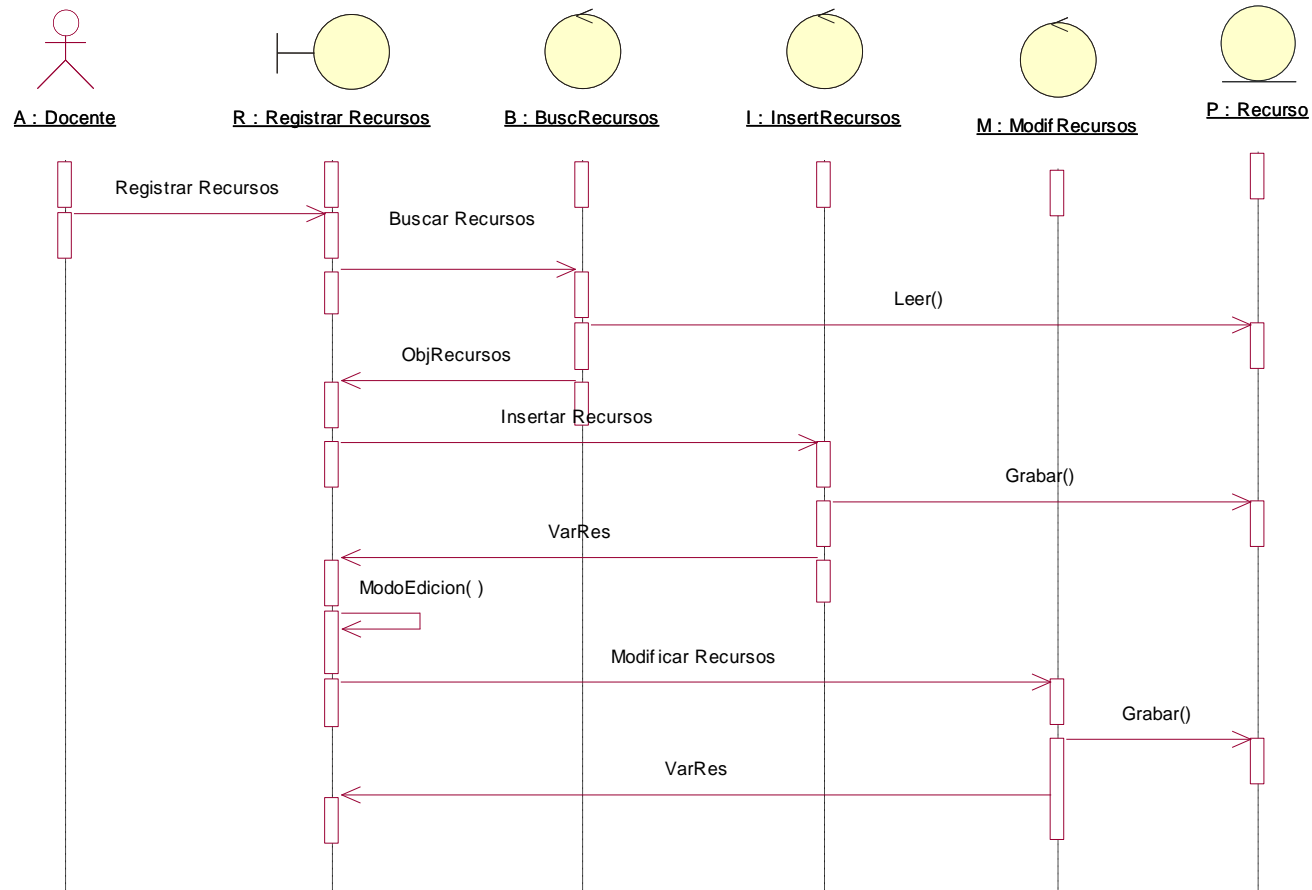 A : Docente
R : Registrar Recursos
B : BuscRecursos
I : InsertRecursos
M : Modif Recursos
P : Recurso
Registrar Recursos
Buscar Recursos
Leer()
ObjRecursos
Insertar Recursos
Grabar()
VarRes
ModoEdicion( )
Modificar Recursos
Grabar()
VarRes